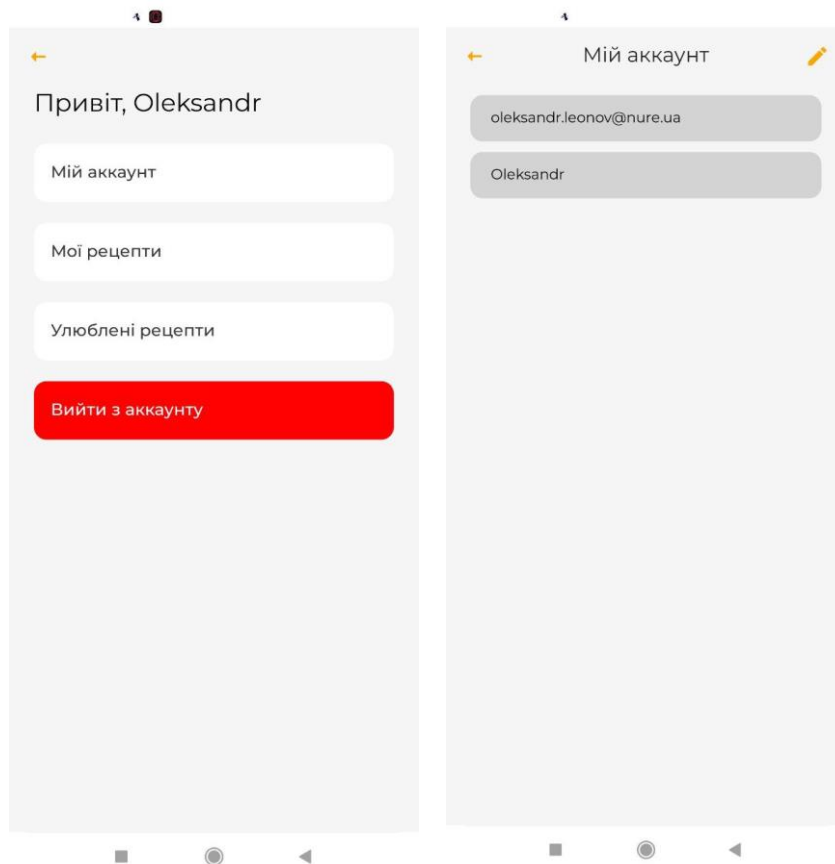 Привіт, Oleksandr
Мій аккаунт
Мої рецепти
Улюблені рецепти
Вийти з аккаунту
Мій аккаунт
oleksandr.leonov@nure.ua
Oleksandr